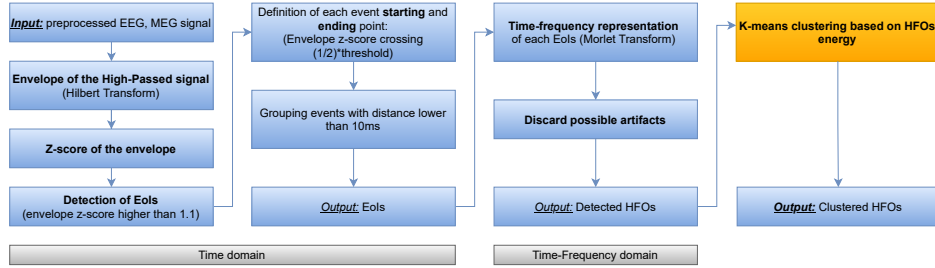 Input: preprocessed EEG, MEG signal
Envelope of the High-Passed signal
(Hilbert Transform)
Z-score of the envelope
Detection of EoIs
(envelope z-score higher than 1.1)
Definition of each event starting and
ending point:
(Envelope z-score crossing
(1/2)*threshold)
Grouping events with distance lower
than 10ms
Output: EoIs
Time-frequency representation
of each EoIs (Morlet Transform)
Discard possible artifacts
Output: Detected HFOs
K-means clustering based on HFOs
energy
Output: Clustered HFOs
Time domain
Time-Frequency domain